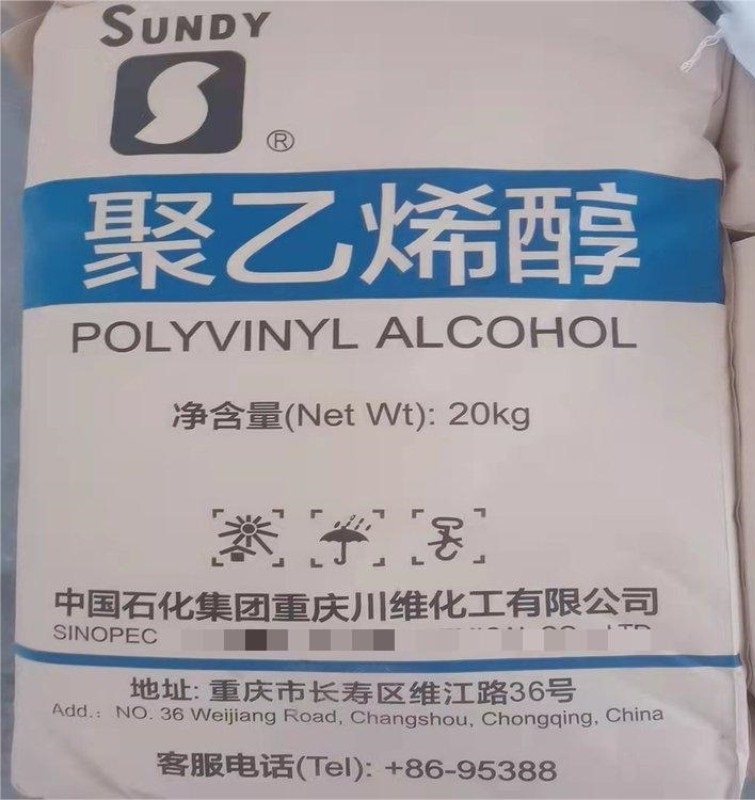 SUNDY
®
聚乙烯醇
POLYVINYL ALCOHOL
净含量(Net Wt): 20kg
中国石化集团重庆川维化工有限公司
SINOPEC
地址: 重庆市长寿区维江路36号
Add.: NO. 36 Weijiang Road, Changshou, Chongqing, China
客服电话(Tel): +86-95388